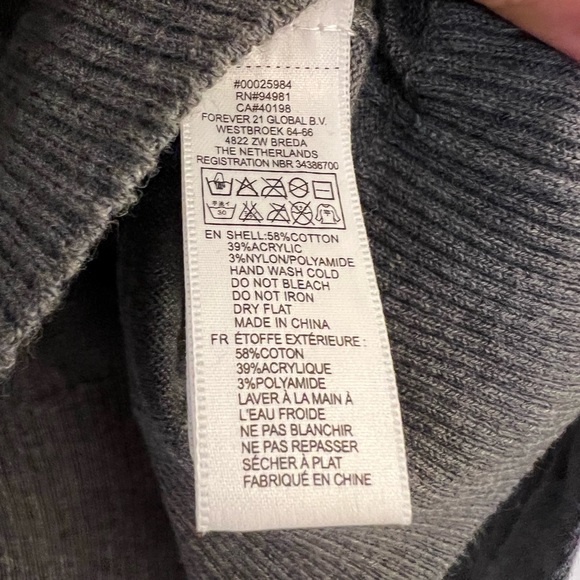 #00025984
RN#94981
CA#40198
FOREVER 21 GLOBAL B.V.
WESTBROEK 64-66
4822 ZW BREDA
THE NETHERLANDS
REGISTRATION NBR 34386700
30
EN SHELL:58%COTTON
39%ACRYLIC
3%NYLON/POLYAMIDE
HAND WASH COLD
DO NOT BLEACH
DO NOT IRON
DRY FLAT
MADE IN CHINA
FR ÉTOFFE EXTÉRIEURE :
58%COTON
39%ACRYLIQUE
3%POLYAMIDE
LAVER À LA MAIN À
L'EAU FROIDE
NE PAS BLANCHIR
NE PAS REPASSER
SÉCHER À PLAT
FABRIQUÉ EN CHINE